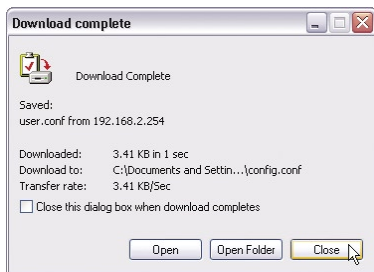 Download complete
Download Complete
Saved:
user.conf from 192.168.2.254
Downloaded: 3.41 KB in 1 sec
Download to: C:\Documents and Settin...\config.conf
Transfer rate: 3.41 KB/Sec
Close this dialog box when download completes
Open Open Folder Close